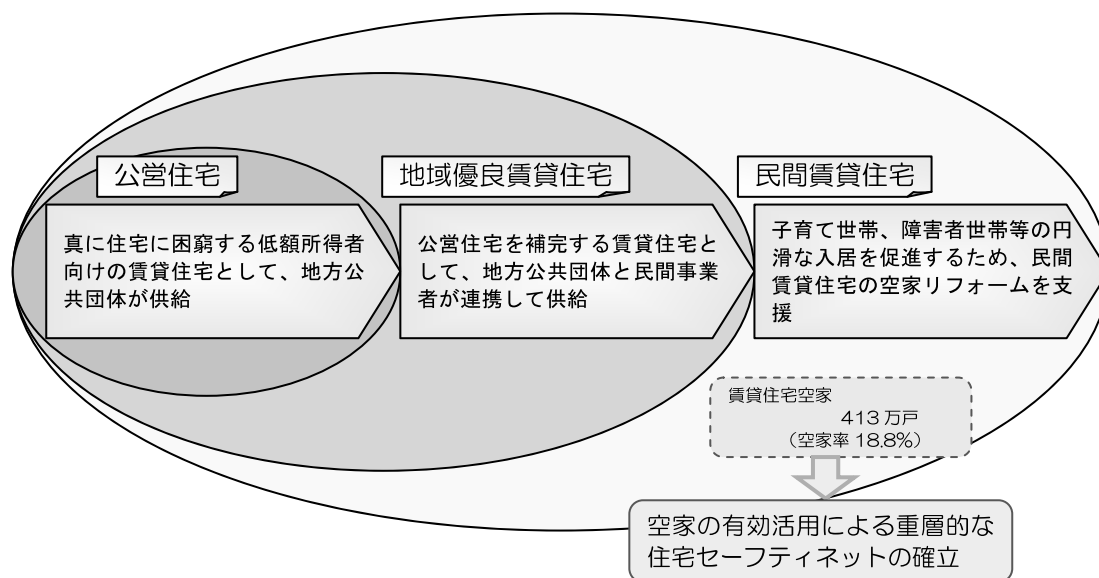 公営住宅
真に住宅に困窮する低額所得者
向けの賃貸住宅として、地方公
共団体が供給
地域優良賃貸住宅
公営住宅を補完する賃貸住宅と
して、地方公共団体と民間事業
者が連携して供給
民間賃貸住宅
子育て世帯、障害者世帯等の円
滑な入居を促進するため、民間
賃貸住宅の空家リフォームを支
援
賃貸住宅空家
413万戸
（空家率 18.8%）
空家の有効活用による重層的な
住宅セーフティネットの確立